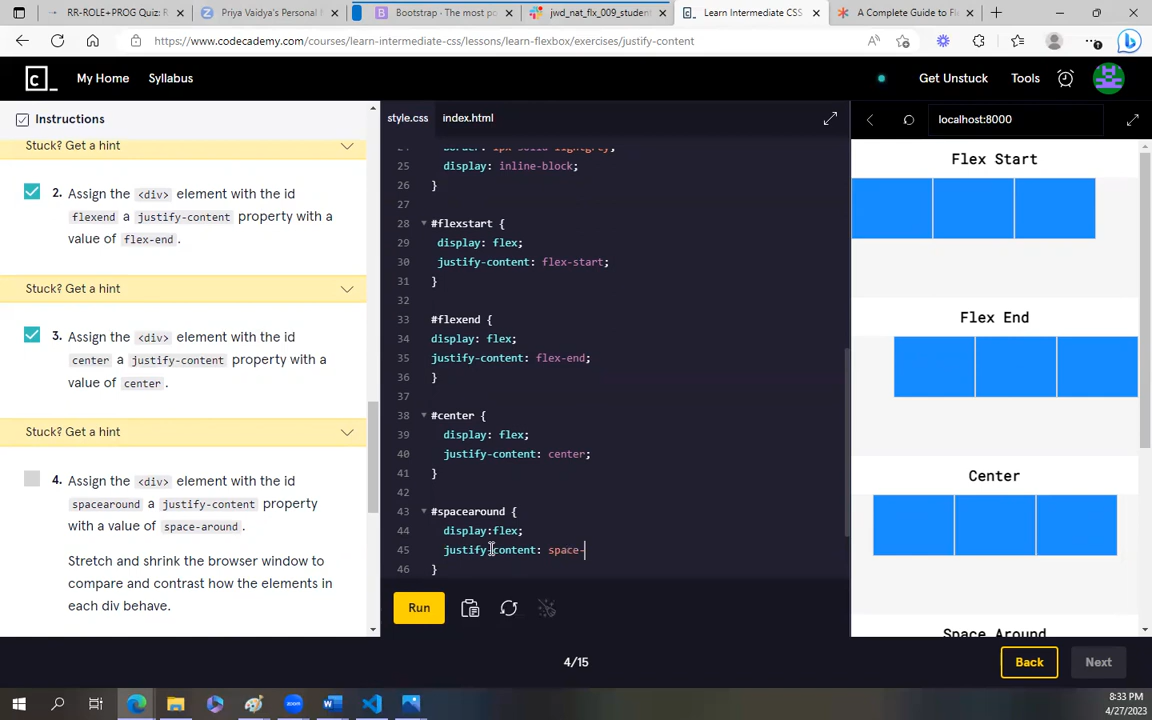 RR-ROLE+PROG Quiz: R
Priya Vaidya's Personal
Bootstrap - The most po
jwd_nat_flx_009_student
Learn Intermediate CSS
A Complete Guide to Fle
https://www.codecademy.com/courses/learn-intermediate-css/lessons/learn-flexbox/exercises/justify-content
My Home
Syllabus
Get Unstuck
Tools
Instructions
Stuck? Get a hint
2. Assign the <div> element with the id
flexend a justify-content property with a
value of flex-end.
Stuck? Get a hint
3. Assign the <div> element with the id
center a justify-content property with a
value of center.
Stuck? Get a hint
4. Assign the <div> element with the id
spacearound a justify-content property
with a value of space-around.
Stretch and shrink the browser window to
compare and contrast how the elements in
each div behave.
style.css
index.html
24 border: 1px solid lightgrey;
25 display: inline-block;
26 }
27
28 #flexstart {
29 display: flex;
30 justify-content: flex-start;
31 }
32
33 #flexend {
34 display: flex;
35 justify-content: flex-end;
36 }
37
38 #center {
39 display: flex;
40 justify-content: center;
41 }
42
43 #spacearound {
44 display:flex;
45 justify-content: space-
46 }
Run
localhost:8000
Flex Start
Flex End
Center
Space Around
4/15
Back
Next
8:33 PM
4/27/2023